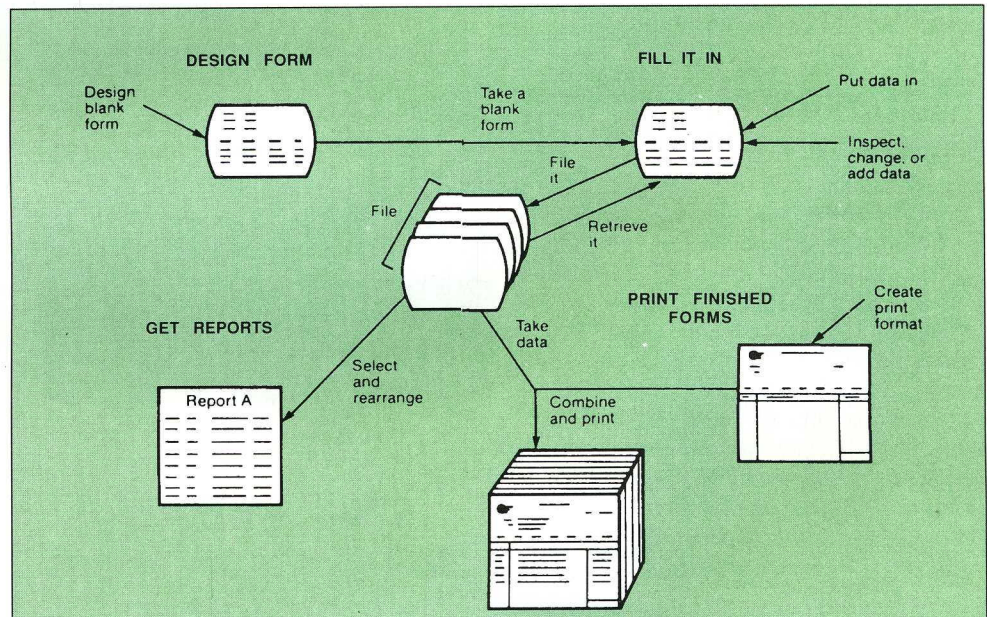 DESIGN FORM
FILL IT IN
Design
blank
form
Take a
blank
form
Put data in
Inspect,
change, or
add data
File
it
File
Retrieve
it
PRINT FINISHED
FORMS
Create
print
format
GET REPORTS
Take
data
Select
and
rearrange
Combine
and print
Report A